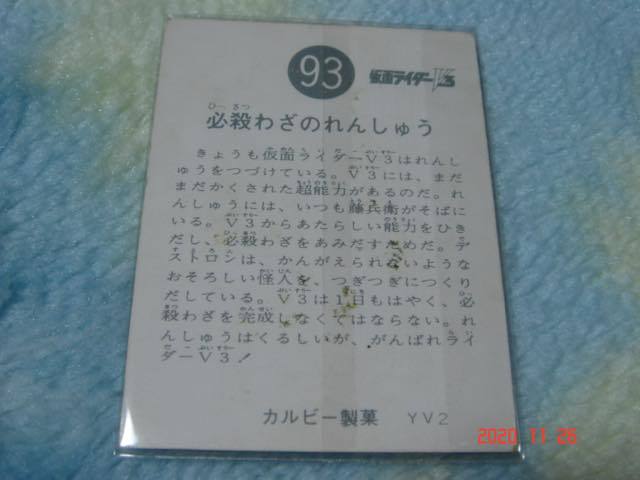 93
仮面ライダーV3
ひっさつ
必殺わざのれんしゅう
きょうも仮面ライダーV3はれんし
ゅうをつづけている。V3には、まだ
まだかくされた超能力があるのだ。れ
んしゅうには、いつも藤兵衛がそばに
いる。V3からあたらしい能力をひき
だし、必殺わざをあみだすためだ。デ
ストロンは、かんがえられないような
おそろしい怪人を、つぎつぎにつくり
だしている。V3は1日もはやく、必
殺わざを完成しなくてはならない。れ
んしゅうはくるしいが、がんばれライ
ダーV3!
カルビー製菓 YV2
2020 11 26